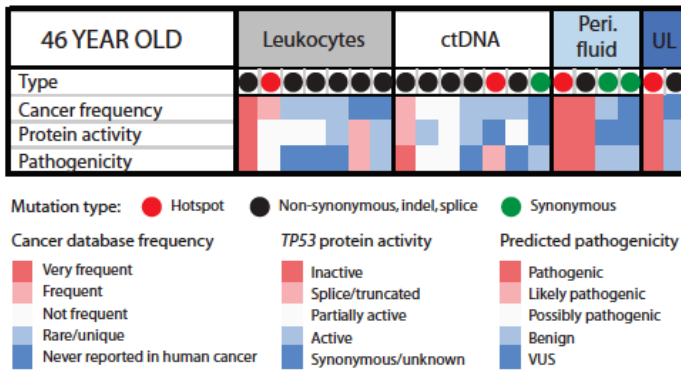 46 YEAR OLD Leukocytes ctDNA Peri. fluid UL
Type
Cancer frequency
Protein activity
Pathogenicity
Mutation type: Hotspot Non-synonymous, indel, splice Synonymous
Cancer database frequency TP53 protein activity Predicted pathogenicity
Very frequent Inactive Pathogenic
Frequent Splice/truncated Likely pathogenic
Not frequent Partially active Possibly pathogenic
Rare/unique Active Benign
Never reported in human cancer Synonymous/unknown VUS